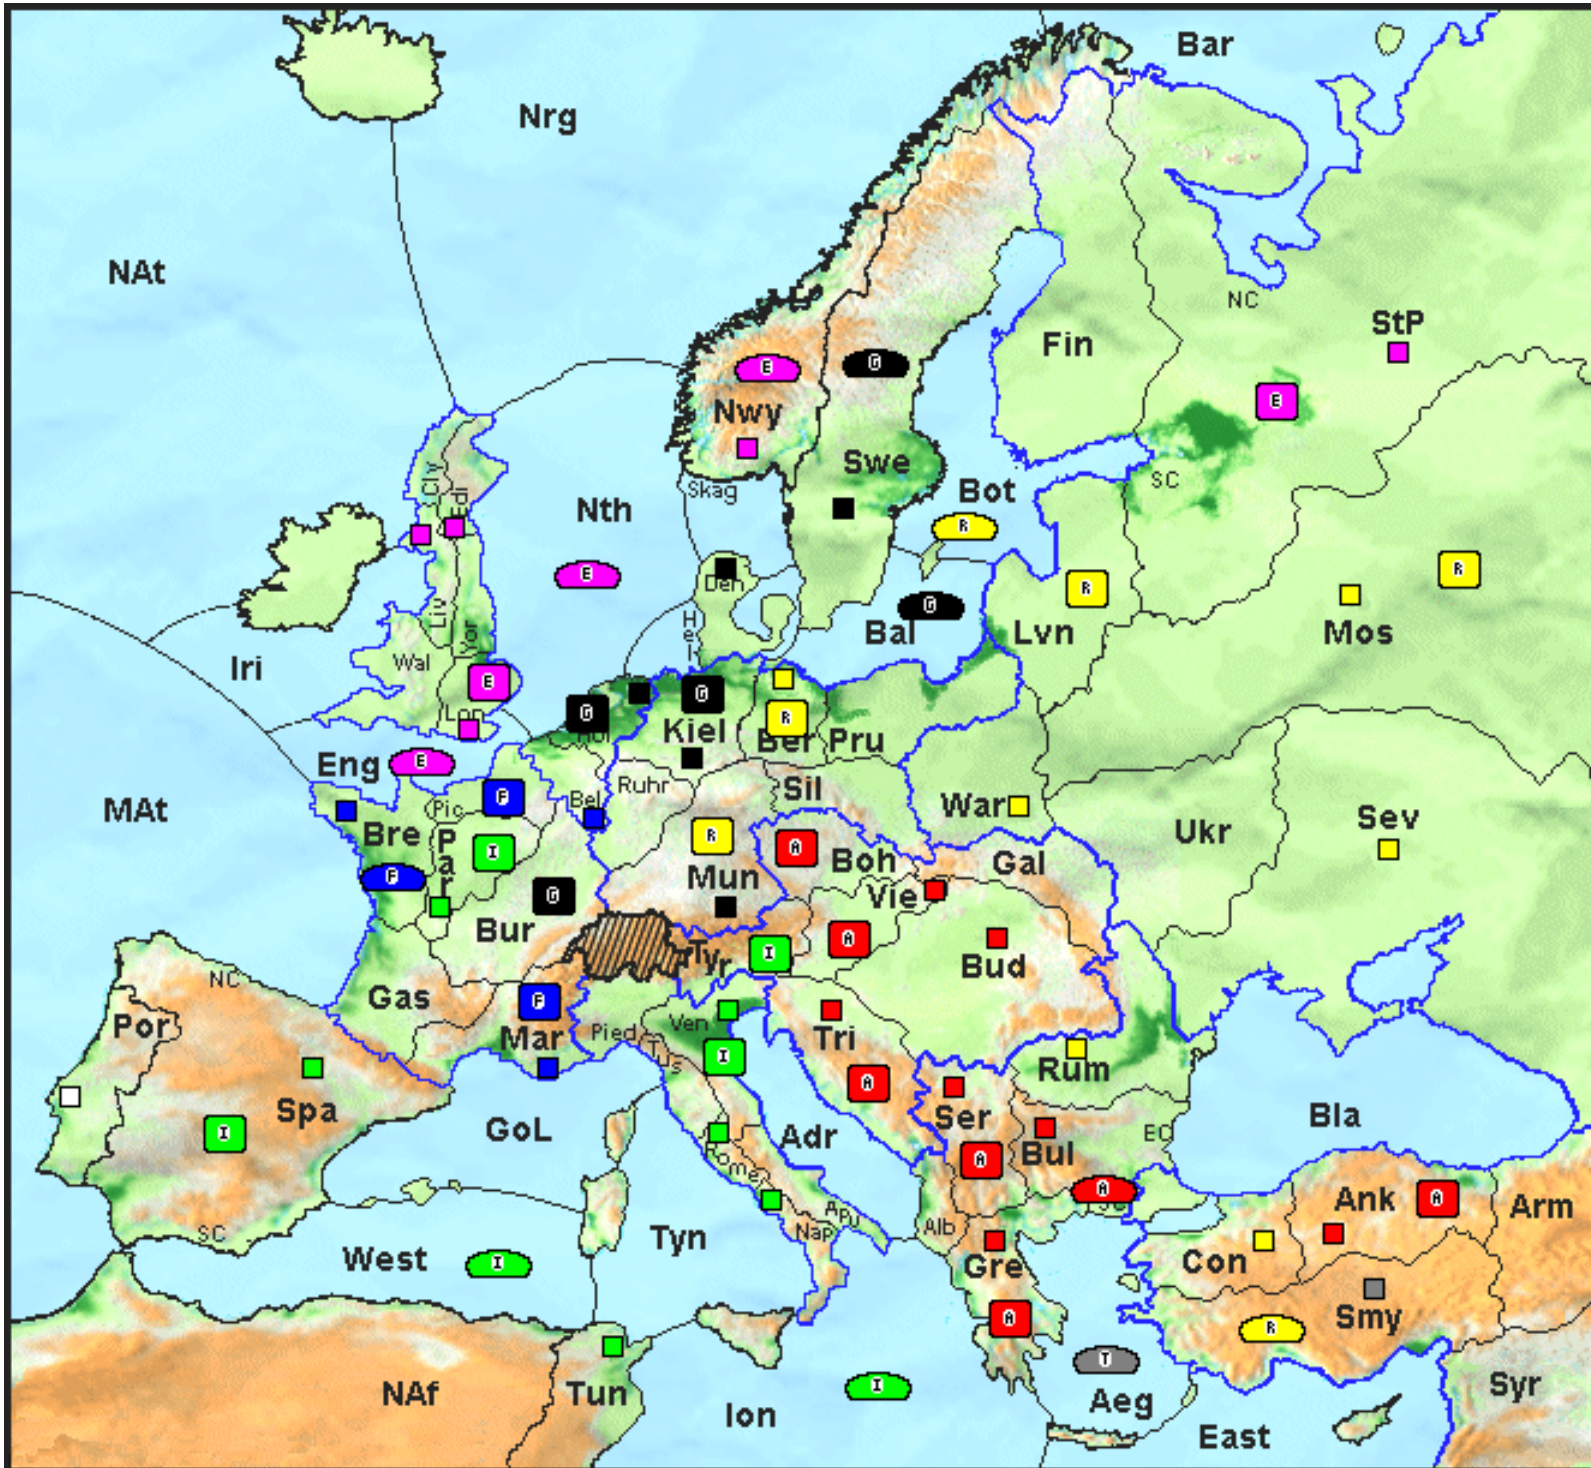 Bar
Nrg
NAt
NC
StP
Fin
E
G
E
Nwy
Swe
SC
Cly
Edi
Skag
Bot
Nth
R
R
E
Den
G
R
Hel
Liv
Yor
Bal
Lvn
Mos
Iri
Wal
E
G
G
R
Lon
Hol
Kiel
Ber
Pru
Eng
E
Ruhr
Sil
F
Bel
War
MAt
Pic
Bre
Par
I
R
A
Boh
Gal
Ukr
Sev
F
G
Mun
Vie
Bur
A
I
Tyr
Bud
NC
Gas
F
Por
Mar
Pied
Ven
Tri
Tus
I
Rum
A
Spa
I
GoL
Adr
Ser
Bla
EC
Bul
A
Rome
A
Ank
A
Arm
SC
Apu
Nap
Alb
SC
West
I
Tyn
Gre
Con
A
R
Smy
T
NAf
Tun
I
Aeg
Syr
Ion
East